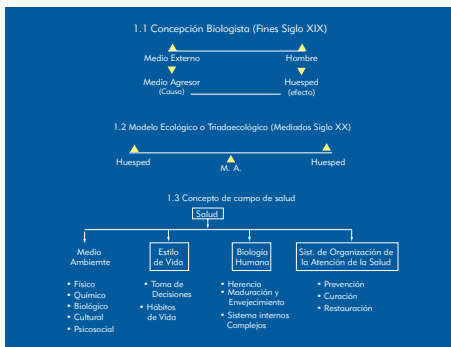 1.1 Concepción Biologista (Fines Siglo XIX)
Medio Externo
Hombre
Medio Agresor
(Causa)
Huesped
(efecto)
1.2 Modelo Ecológico o Triadaecológico (Mediados Siglo XX)
Huesped
M. A.
Huesped
1.3 Concepto de campo de salud
Salud
Medio
Ambiemte
• Físico
• Químico
• Biológico
• Cultural
• Psicosocial
Estilo
de Vida
• Toma de
Decisiones
• Hábitos
de Vida
Biología
Humana
• Herencia
• Maduración y
Envejecimiento
• Sistema internos
Complejos
Sist. de Organización de
la Atención de la Salud
• Prevención
• Curación
• Restauración